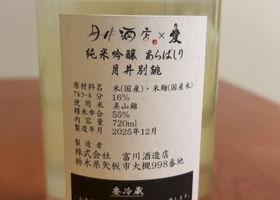 月井酒店×愛
純米吟醸 あらばしり
月井別誂
原材料名 米(国産)・米麹(国産米)
アルコール分 16%
使用米 美山錦
精米歩合 55%
内容量 720ml
製造年月 2025年12月
製造者
株式会社 富川酒造店
栃木県矢板市大槻998番地
要冷蔵